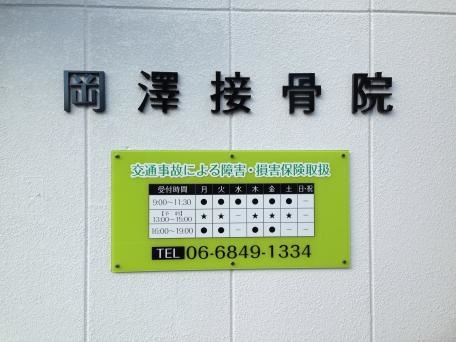 岡澤接骨院
交通事故による障害・損害保険取扱
受付時間 月 火 水 木 金 土 日・祝
9:00〜11:30 ● ● ● ● ● ● −
【予約】 13:00〜15:00 ★ ★ − ★ ★ ★ −
16:00〜19:00 ● ● − ● ● − −
TEL 06-6849-1334